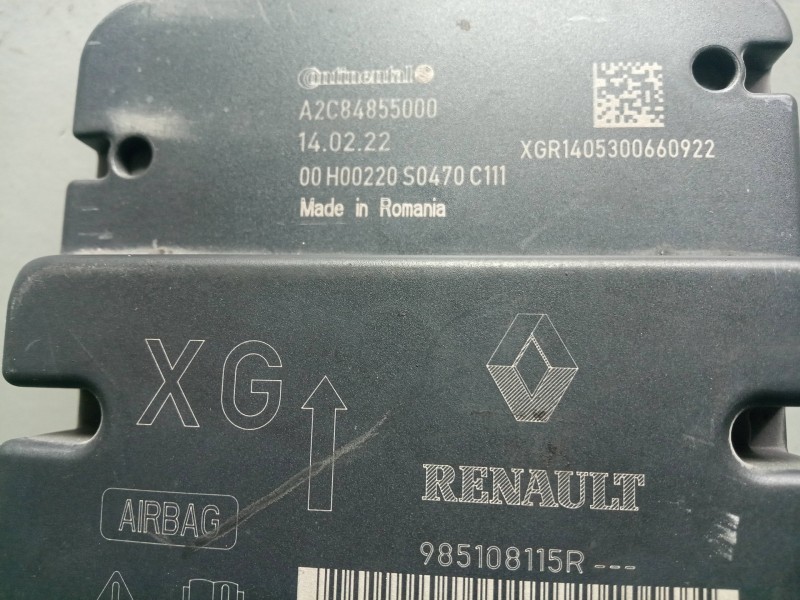 Continental
A2C84855000
14.02.22
XGR1405300660922
00 H00220 S0470 C111
Made in Romania
XG
RENAULT
AIRBAG
985108115R ---